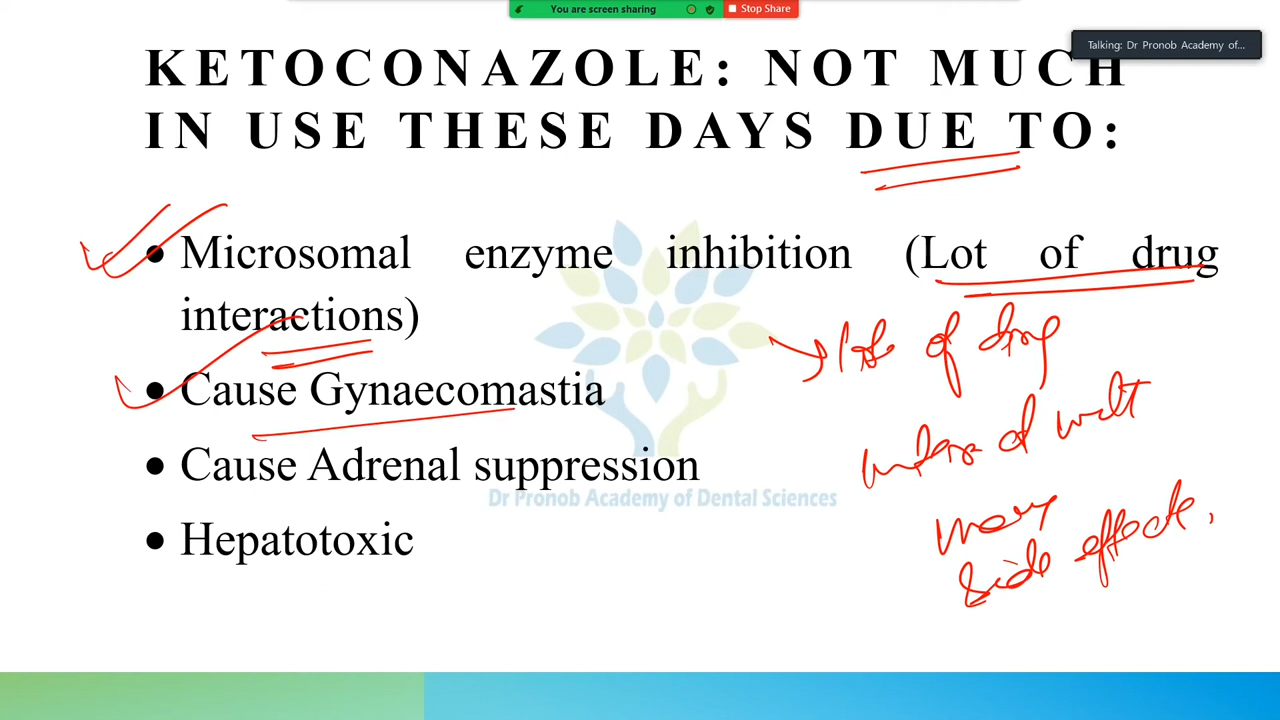 You are screen sharing
Stop Share
Talking: Dr Pronob Academy of...
KETOCONAZOLE: NOT MUCH
IN USE THESE DAYS DUE TO:
• Microsomal enzyme inhibition (Lot of drug
interactions)
• Cause Gynaecomastia
• Cause Adrenal suppression
• Hepatotoxic
Dr Pronob Academy of Dental Sciences
of drug
many
side effects,